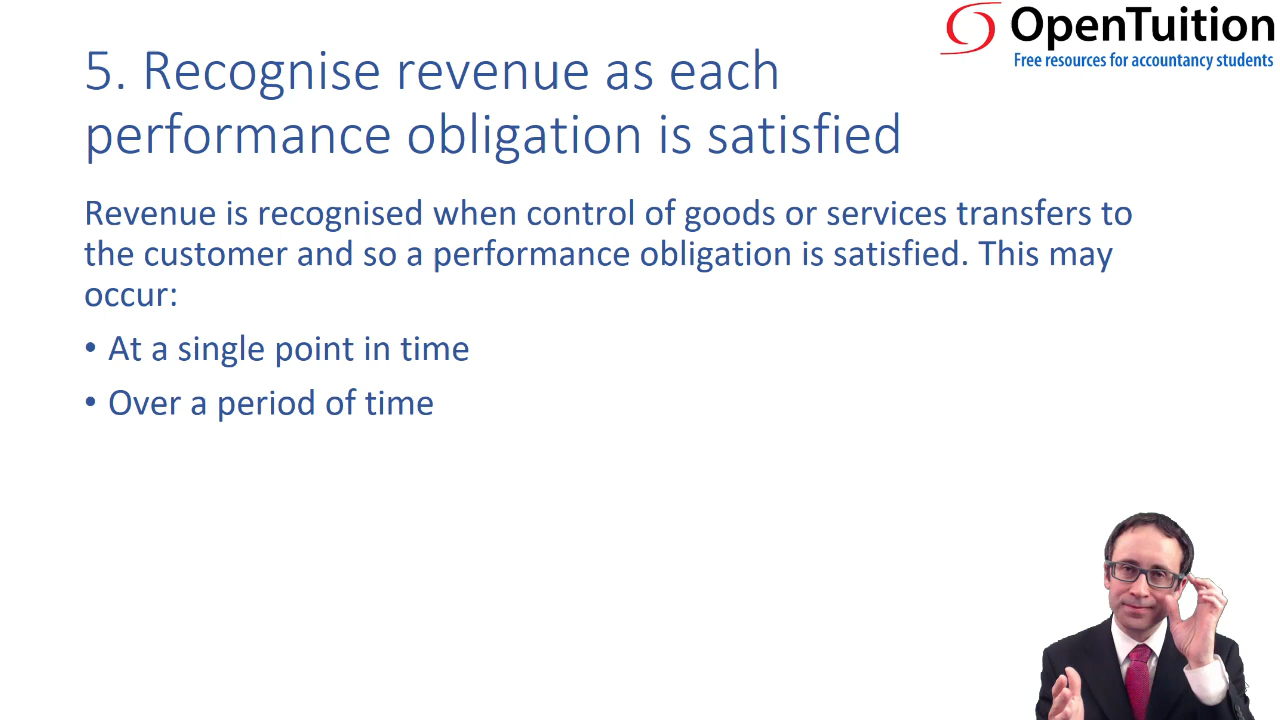 OpenTuition
Free resources for accountancy students
5. Recognise revenue as each
performance obligation is satisfied
Revenue is recognised when control of goods or services transfers to
the customer and so a performance obligation is satisfied. This may
occur:
• At a single point in time
• Over a period of time